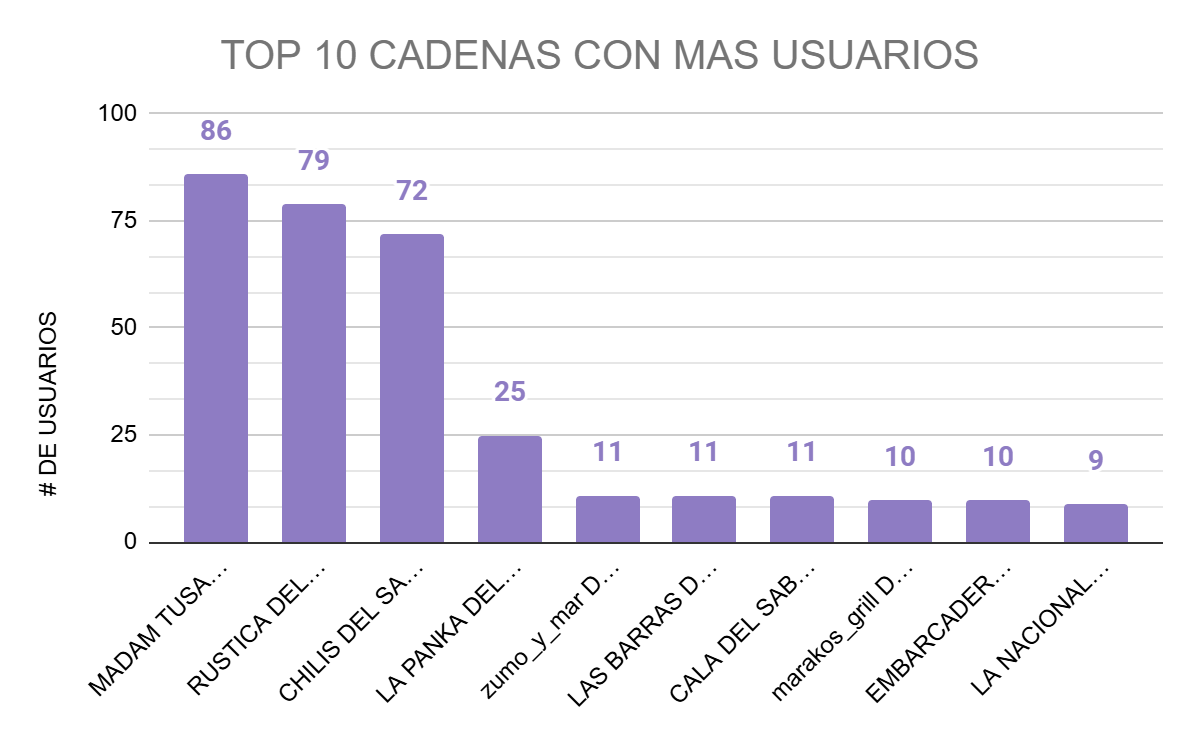 TOP 10 CADENAS CON MAS USUARIOS
# DE USUARIOS
100
75
50
25
0
86
79
72
25
11
11
11
10
10
9
MADAM TUSA...
RUSTICA DEL...
CHILIS DEL SA...
LA PANKA DEL...
zumo_y_mar D...
LAS BARRAS D...
CALA DEL SAB...
marakos_grill D...
EMBARCADER...
LA NACIONAL...